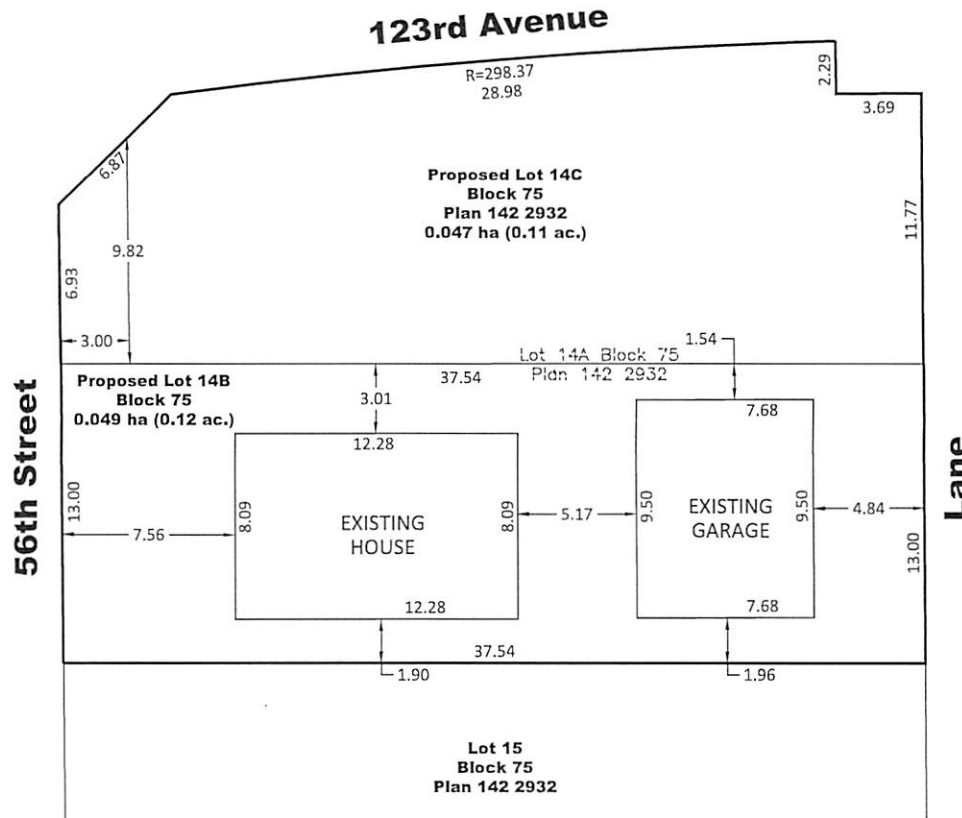 123rd Avenue
R=298.37
28.98
2.29
3.69
6.87
Proposed Lot 14C
Block 75
Plan 142 2932
0.047 ha (0.11 ac.)
11.77
9.82
6.93
3.00
1.54
Lot 14A Block 75
Plan 142 2932
37.54
Proposed Lot 14B
Block 75
0.049 ha (0.12 ac.)
3.01
7.68
12.28
56th Street
13.00
7.56
8.09
EXISTING
HOUSE
8.09
5.17
9.50
EXISTING
GARAGE
9.50
4.84
13.00
Lane
12.28
7.68
37.54
1.90
1.96
Lot 15
Block 75
Plan 142 2932